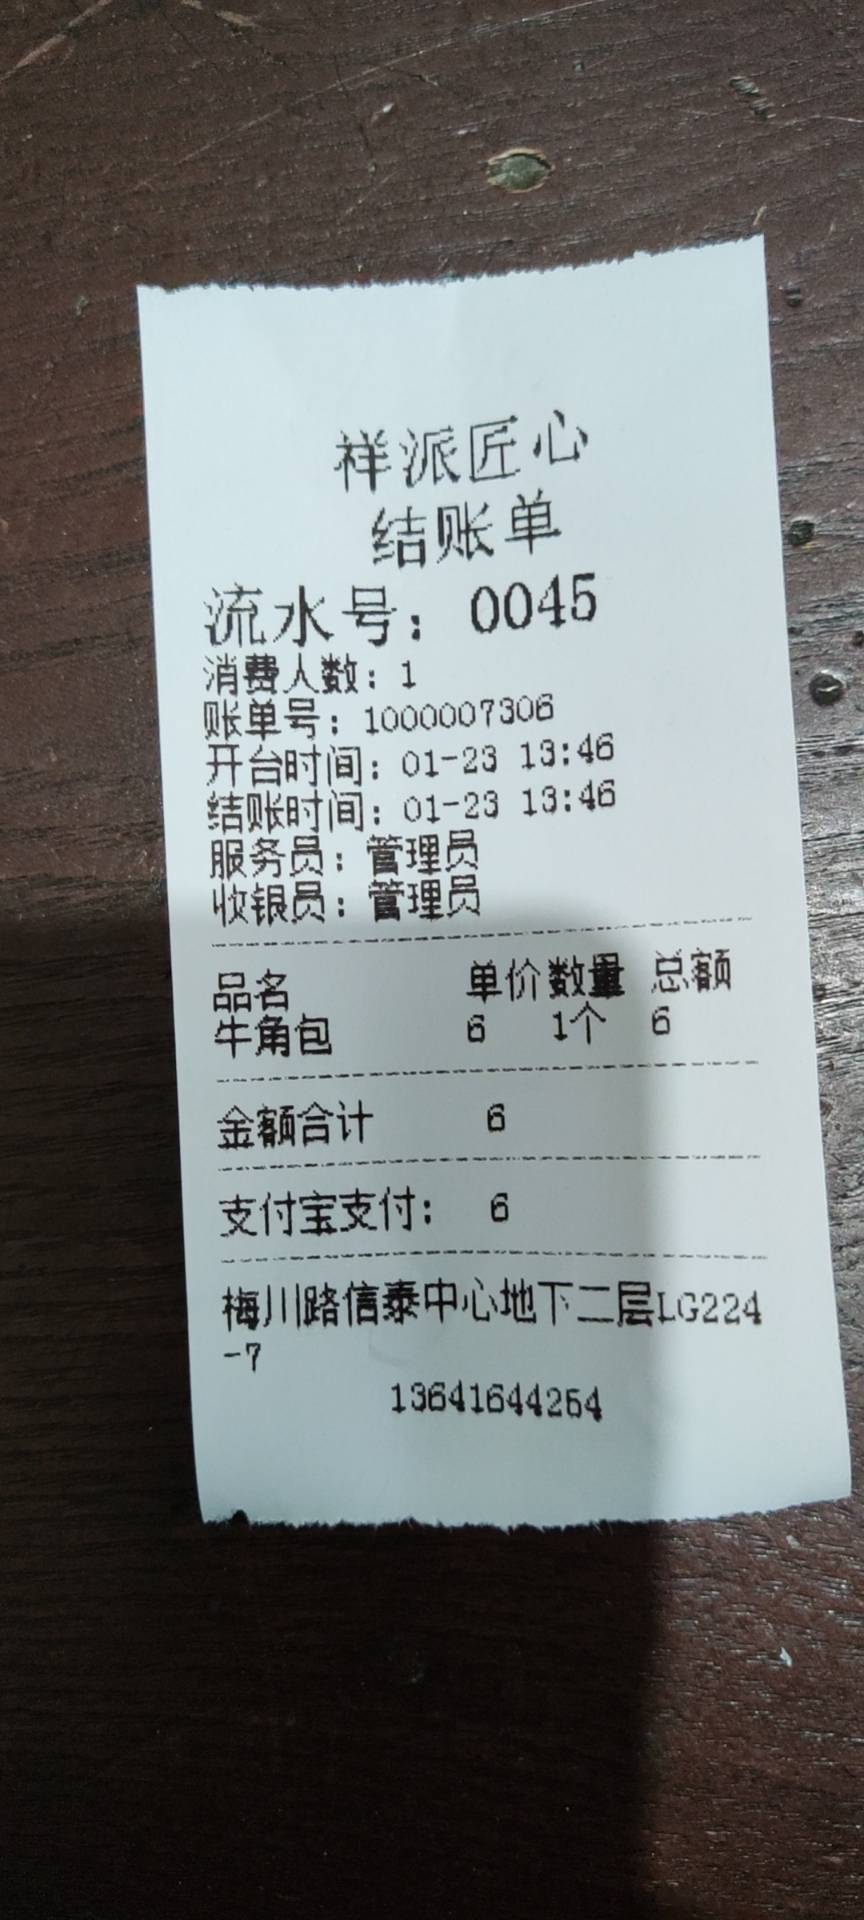 祥派匠心
结账单
流水号：0045
消费人数：1
账单号：1000007306
开台时间：01-23 13:46
结账时间：01-23 13:46
服务员：管理员
收银员：管理员
品名 单价 数量 总额
牛角包 6 1个 6
金额合计 6
支付宝支付： 6
梅川路信泰中心地下二层LG224
-7
13641644254